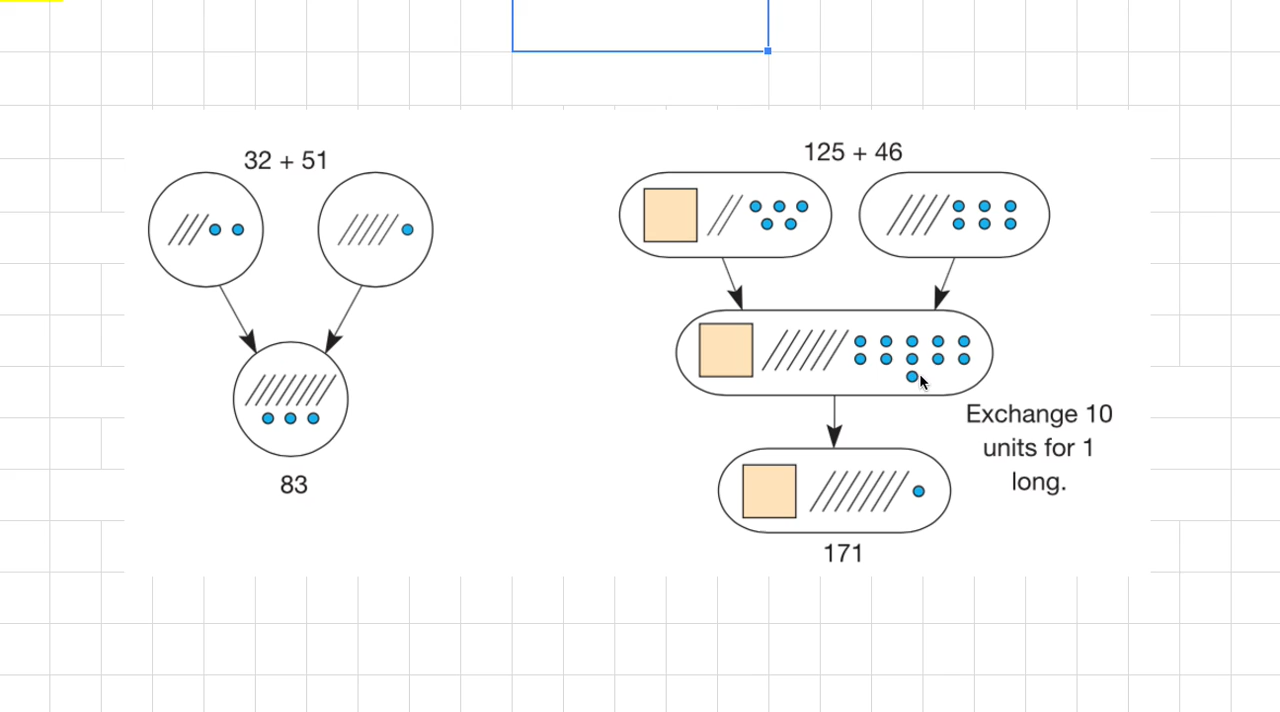 32 + 51
83
125 + 46
Exchange 10
units for 1
long.
171